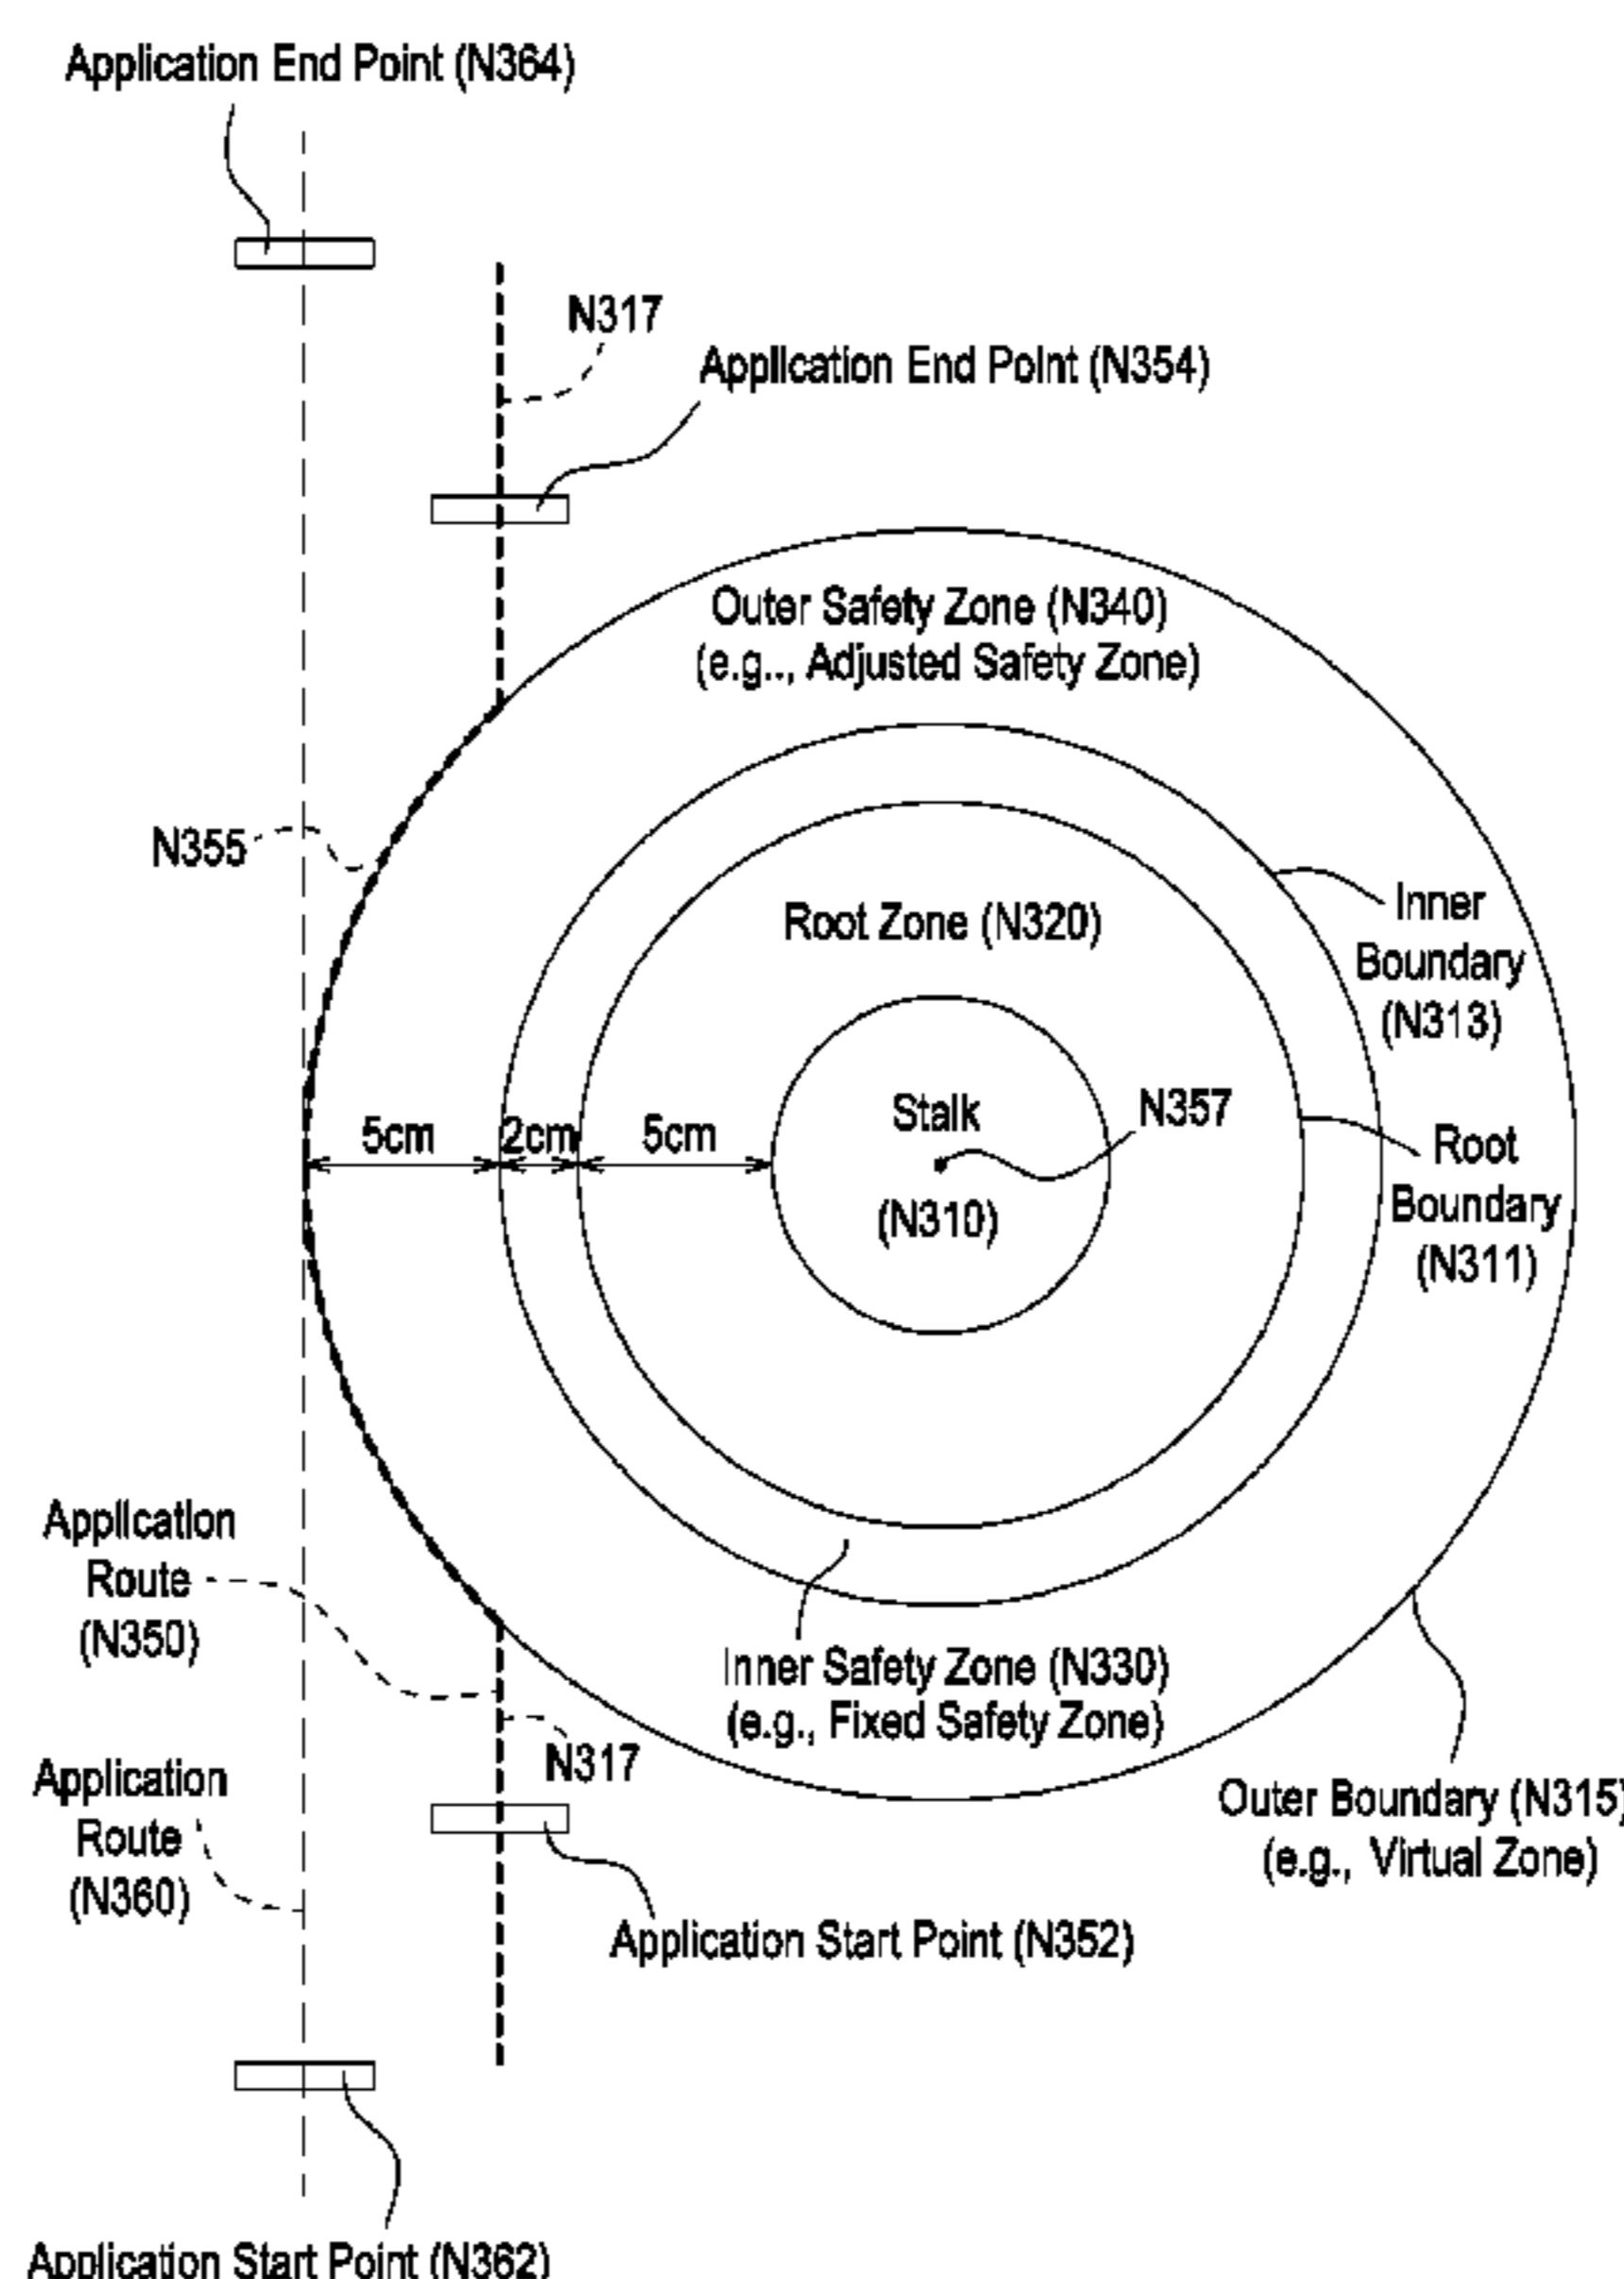 Application End Point (N364)
N317
Application End Point (N354)
Outer Safety Zone (N340)
(e.g.., Adjusted Safety Zone)
N355
Root Zone (N320)
Inner
Boundary
(N313)
Stalk
N357
5cm
2cm
5cm
(N310)
Root
Boundary
(N311)
Application
Route
(N350)
Inner Safety Zone (N330)
(e.g., Fixed Safety Zone)
N317
Application
Route
(N360)
Outer Boundary (N315)
(e.g., Virtual Zone)
Application Start Point (N352)
Application Start Point (N362)